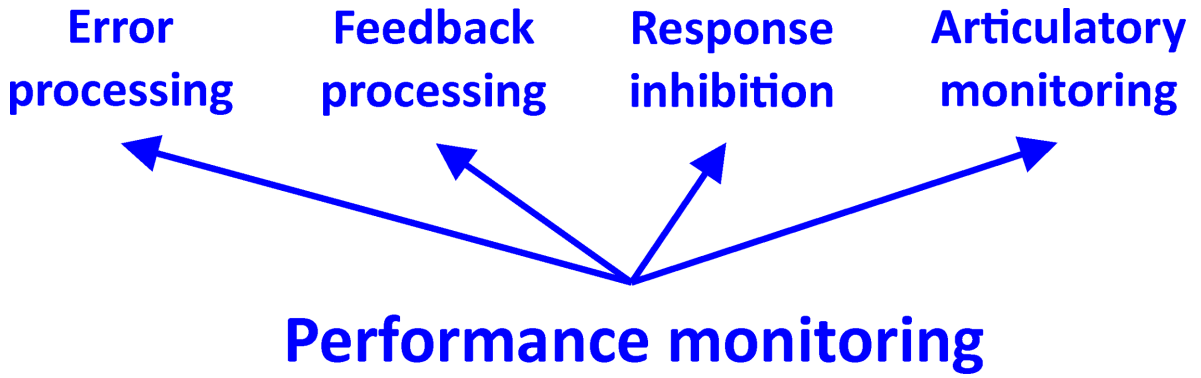 Error processing
Feedback processing
Response inhibition
Articulatory monitoring
Performance monitoring